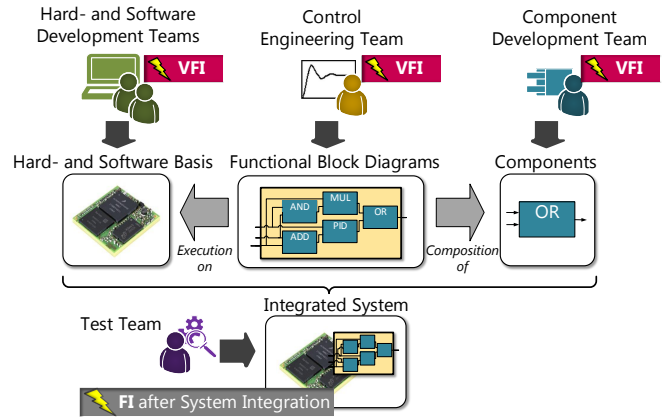 Hard- and Software
Development Teams
VFI
Control
Engineering Team
VFI
Component
Development Team
VFI
Hard- and Software Basis
Functional Block Diagrams
Components
AND
MUL
OR
ADD
PID
OR
Execution
on
Composition
of
Integrated System
Test Team
FI after System Integration